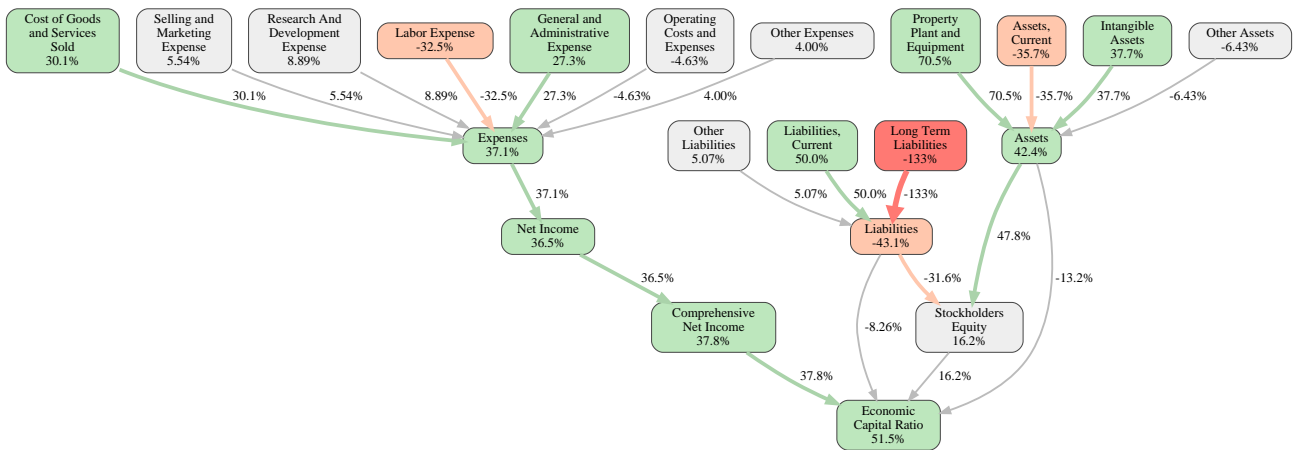 Cost of Goods
and Services
Sold
30.1%
Selling and
Marketing
Expense
5.54%
Research And
Development
Expense
8.89%
Labor Expense
-32.5%
General and
Administrative
Expense
27.3%
Operating
Costs and
Expenses
-4.63%
Other Expenses
4.00%
Property
Plant and
Equipment
70.5%
Assets,
Current
-35.7%
Intangible
Assets
37.7%
Other Assets
-6.43%
30.1%
5.54%
8.89%
-32.5%
27.3%
-4.63%
4.00%
70.5%
-35.7%
37.7%
-6.43%
Expenses
37.1%
Other
Liabilities
5.07%
Liabilities,
Current
50.0%
Long Term
Liabilities
-133%
Assets
42.4%
37.1%
5.07%
50.0%
-133%
Net Income
36.5%
Liabilities
-43.1%
47.8%
36.5%
-31.6%
-13.2%
Comprehensive
Net Income
37.8%
-8.26%
Stockholders
Equity
16.2%
37.8%
16.2%
Economic
Capital Ratio
51.5%